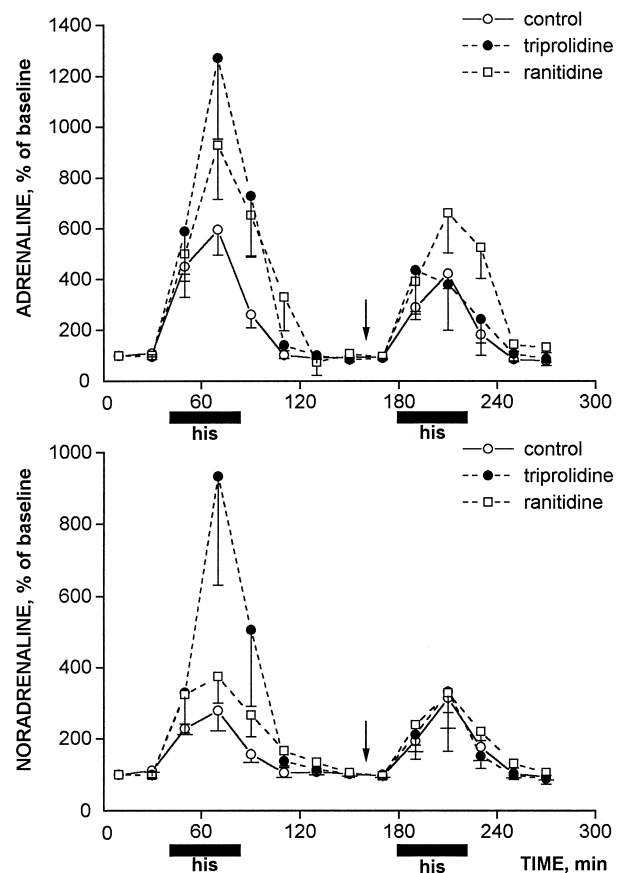 control
triprolidine
ranitidine
ADRENALINE, % of baseline
1400
1200
1000
800
600
400
200
0
0 60 120 180 240 300
his his
control
triprolidine
ranitidine
NORADRENALINE, % of baseline
1000
800
600
400
200
0
0 60 120 180 240 300
his his TIME, min